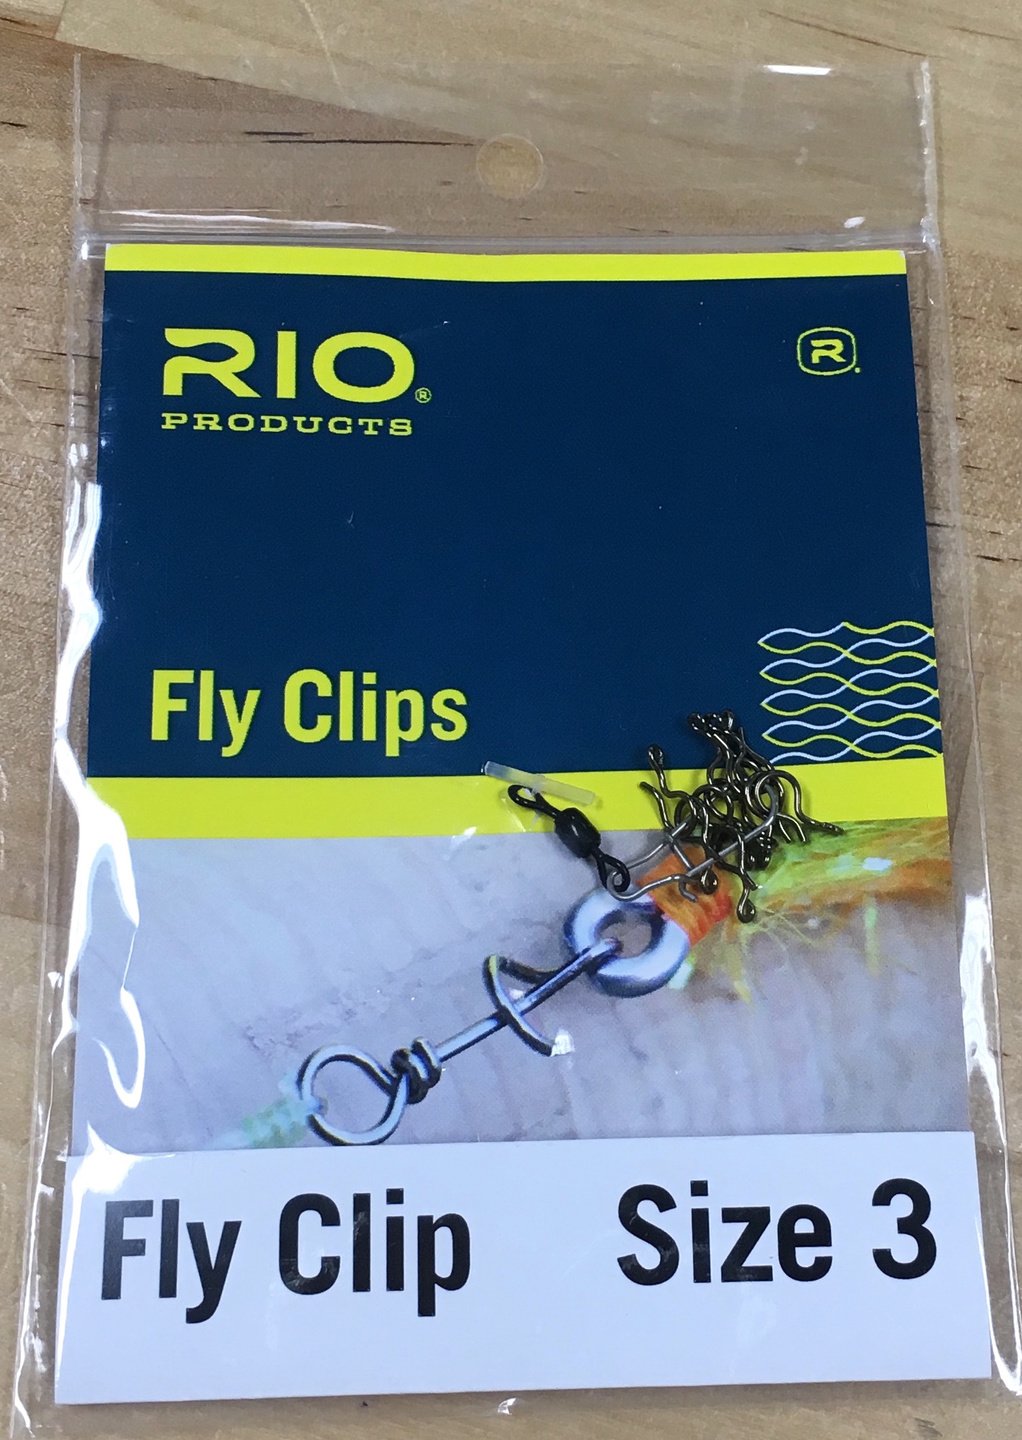 RIO®
PRODUCTS
R
Fly Clips
Fly Clip Size 3